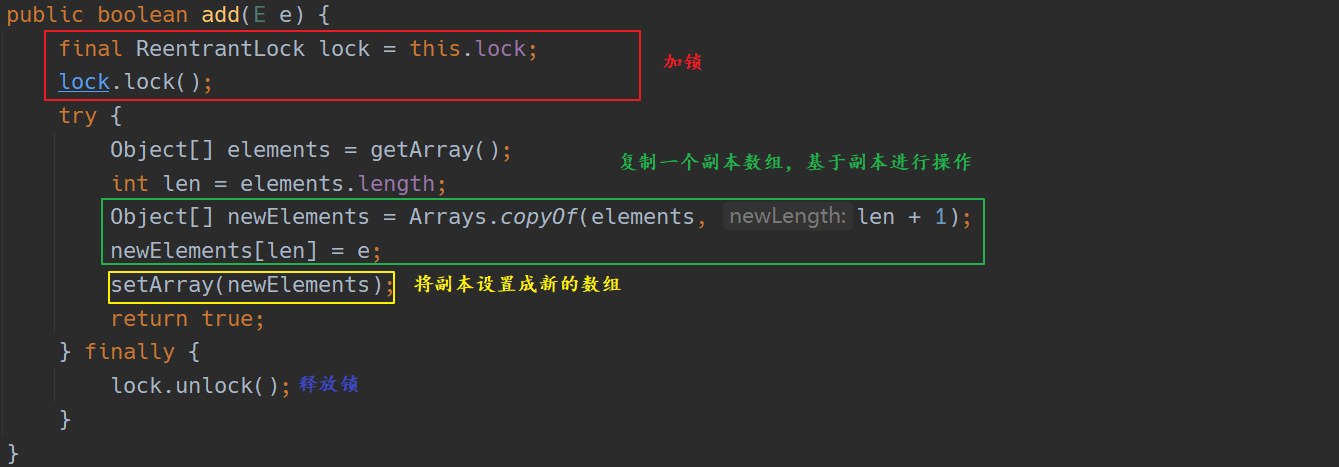 public boolean add(E e) {
final ReentrantLock lock = this.lock;
加锁
lock.lock();
try {
Object[] elements = getArray();
复制一个副本数组，基于副本进行操作
int len = elements.length;
Object[] newElements = Arrays.copyOf(elements, newLength: len + 1);
newElements[len] = e;
setArray(newElements); 将副本设置成新的数组
return true;
} finally {
lock.unlock(); 释放锁
}
}